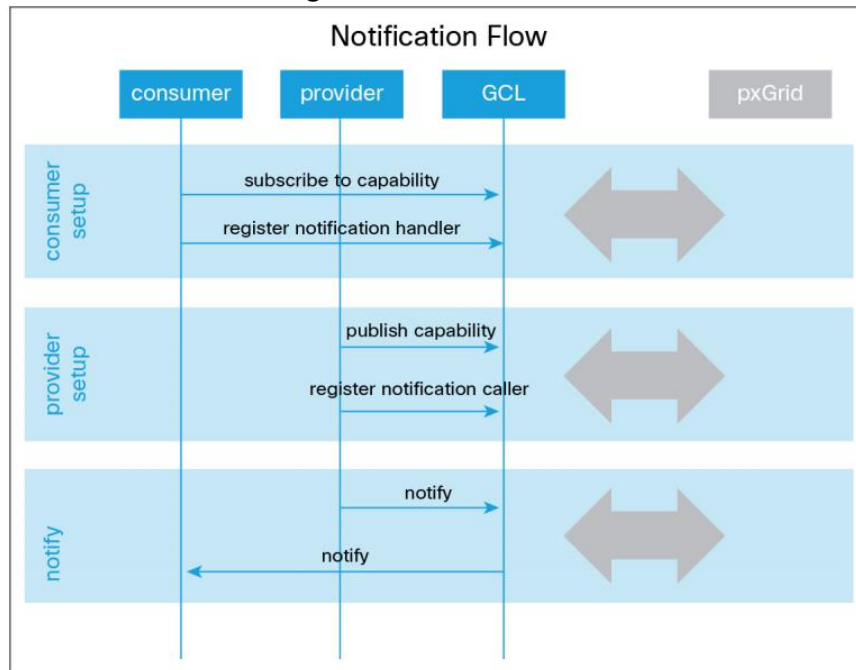 Notification Flow
consumer
provider
GCL
pxGrid
consumer
setup
subscribe to capability
register notification handler
provider
setup
publish capability
register notification caller
notify
notify
notify